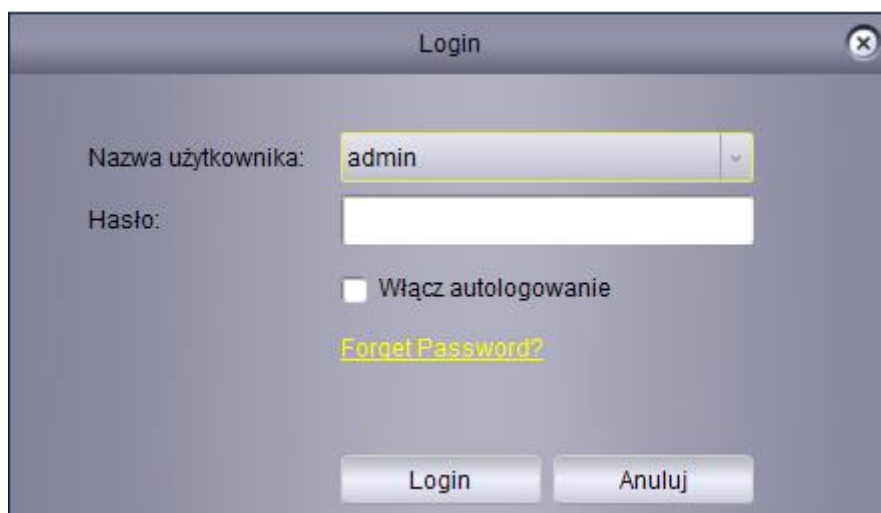 Login
Nazwa użytkownika: admin
Hasło:
Włącz autologowanie
Forget Password?
Login Anuluj